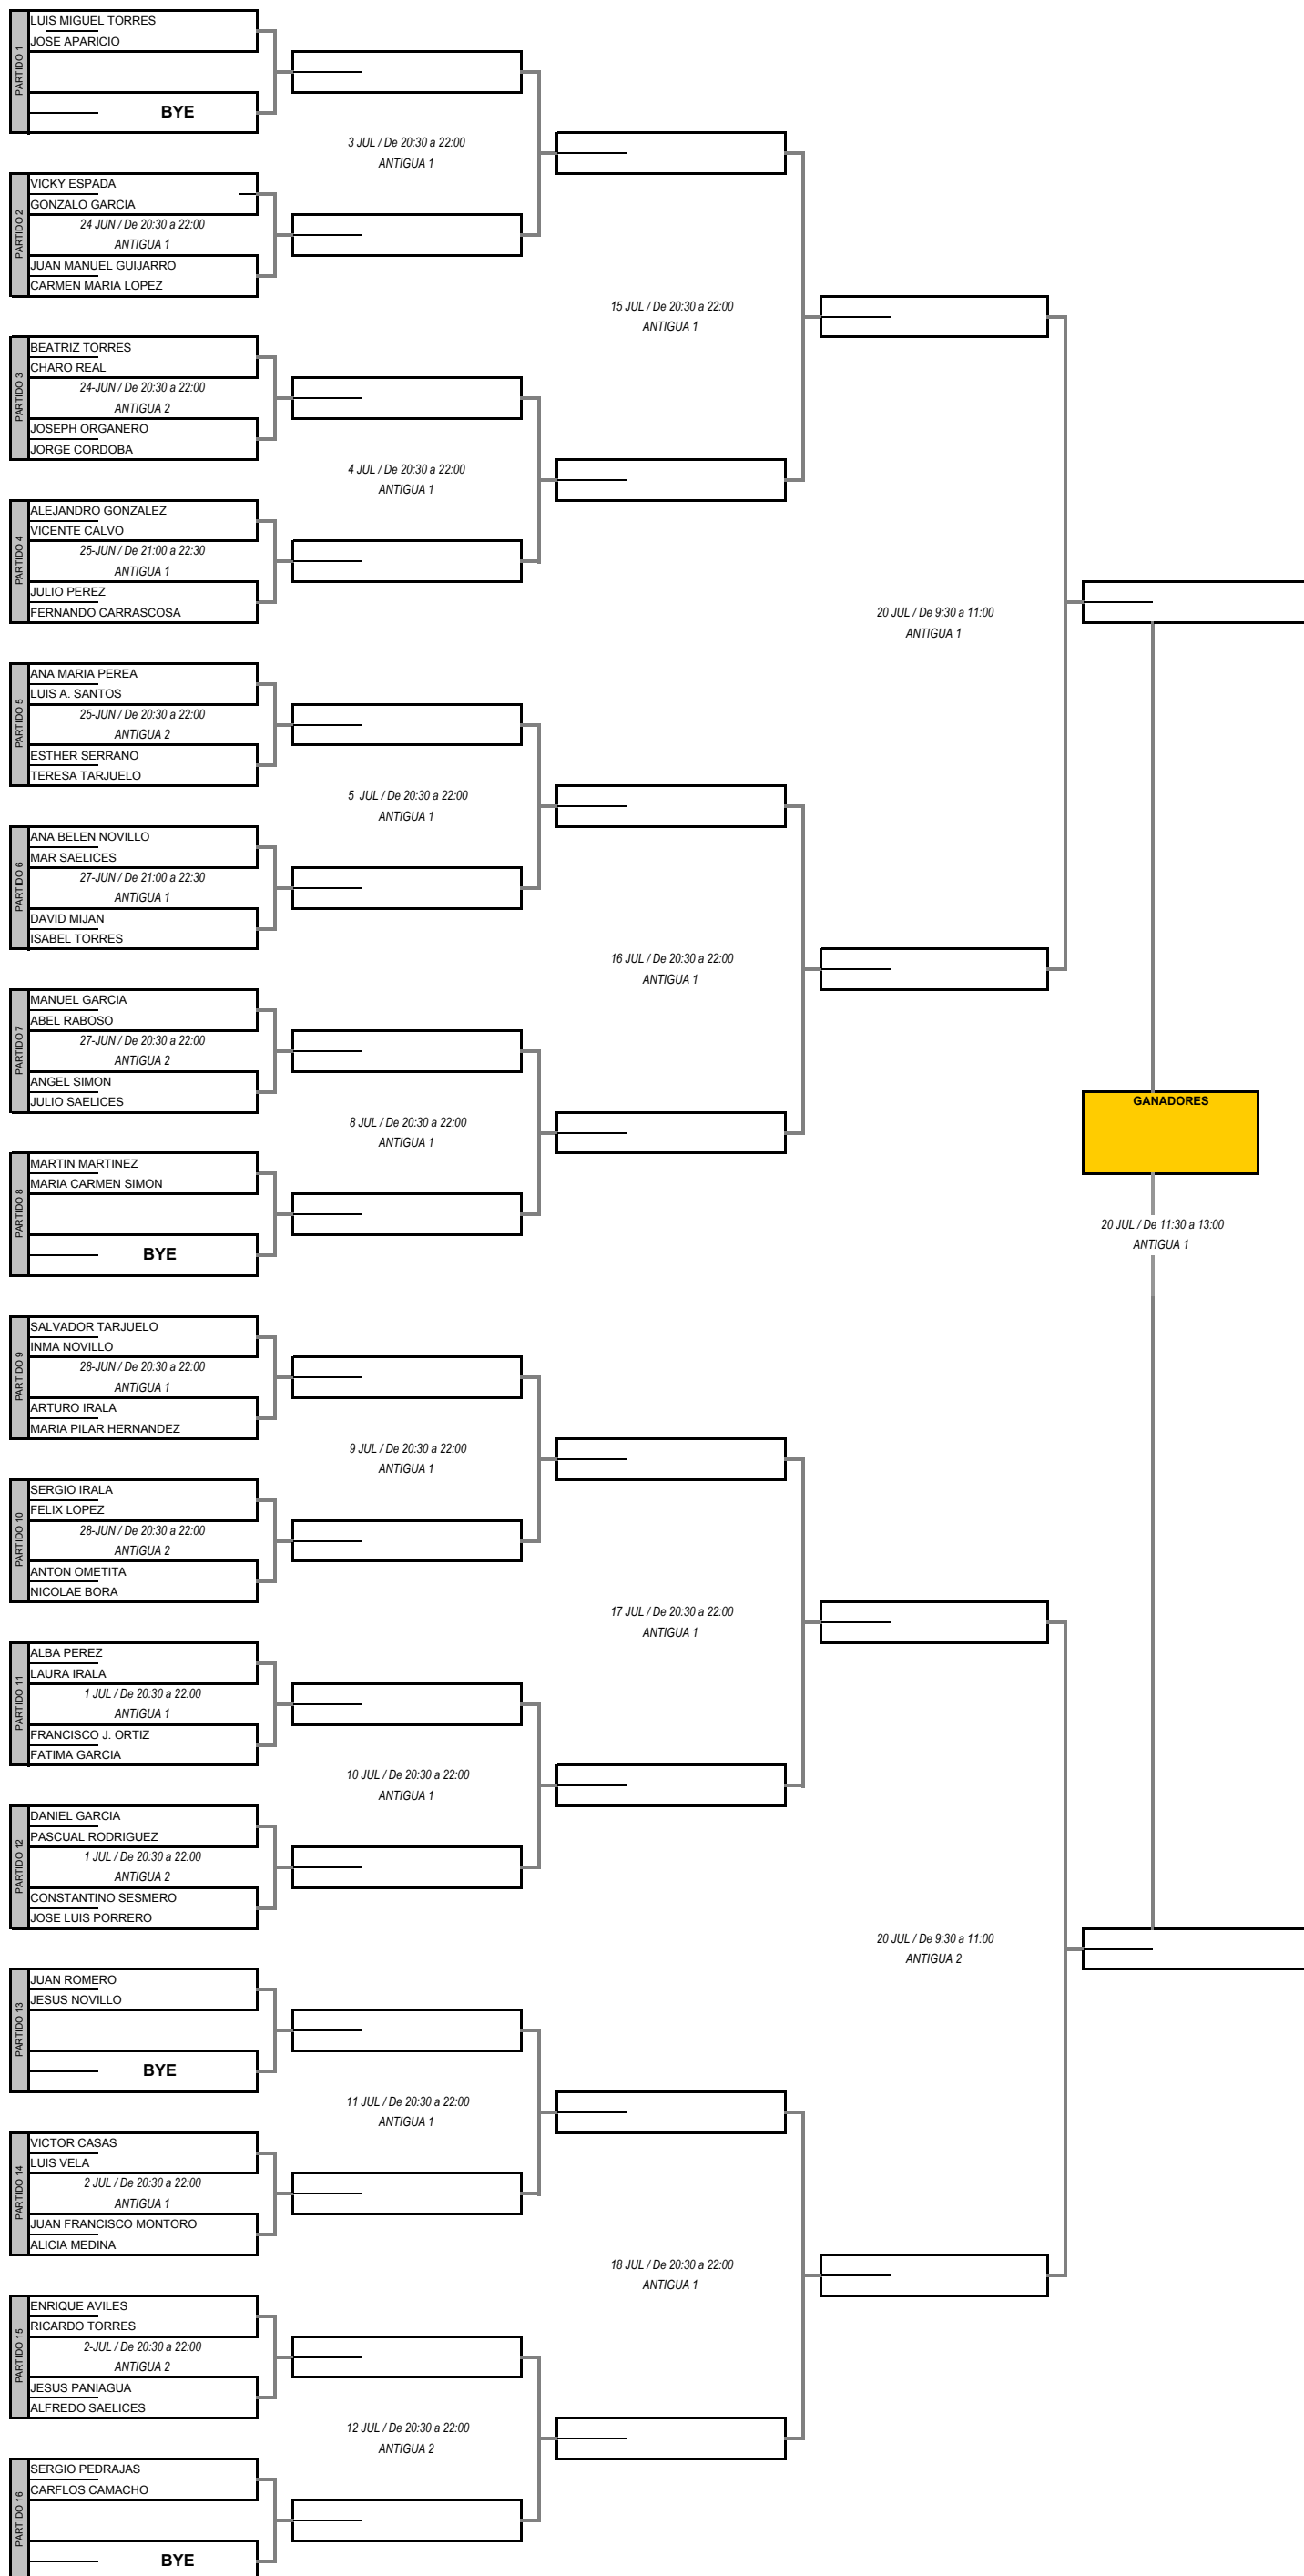 PARTIDO 1
LUIS MIGUEL TORRES
JOSE APARICIO
BYE
3 JUL / De 20:30 a 22:00
ANTIGUA 1
PARTIDO 2
VICKY ESPADA
GONZALO GARCIA
24 JUN / De 20:30 a 22:00
ANTIGUA 1
JUAN MANUEL GUIJARRO
CARMEN MARIA LOPEZ
15 JUL / De 20:30 a 22:00
ANTIGUA 1
PARTIDO 3
BEATRIZ TORRES
CHARO REAL
24-JUN / De 20:30 a 22:00
ANTIGUA 2
JOSEPH ORGANERO
JORGE CORDOBA
4 JUL / De 20:30 a 22:00
ANTIGUA 1
PARTIDO 4
ALEJANDRO GONZALEZ
VICENTE CALVO
25-JUN / De 21:00 a 22:30
ANTIGUA 1
JULIO PEREZ
FERNANDO CARRASCOSA
20 JUL / De 9:30 a 11:00
ANTIGUA 1
PARTIDO 5
ANA MARIA PEREA
LUIS A. SANTOS
25-JUN / De 20:30 a 22:00
ANTIGUA 2
ESTHER SERRANO
TERESA TARJUELO
5 JUL / De 20:30 a 22:00
ANTIGUA 1
PARTIDO 6
ANA BELEN NOVILLO
MAR SAELICES
27-JUN / De 21:00 a 22:30
ANTIGUA 1
DAVID MIJAN
ISABEL TORRES
16 JUL / De 20:30 a 22:00
ANTIGUA 1
PARTIDO 7
MANUEL GARCIA
ABEL RABOSO
27-JUN / De 20:30 a 22:00
ANTIGUA 2
ANGEL SIMON
JULIO SAELICES
GANADORES
8 JUL / De 20:30 a 22:00
ANTIGUA 1
PARTIDO 8
MARTIN MARTINEZ
MARIA CARMEN SIMON
BYE
20 JUL / De 11:30 a 13:00
ANTIGUA 1
PARTIDO 9
SALVADOR TARJUELO
INMA NOVILLO
28-JUN / De 20:30 a 22:00
ANTIGUA 1
ARTURO IRALA
MARIA PILAR HERNANDEZ
9 JUL / De 20:30 a 22:00
ANTIGUA 1
PARTIDO 10
SERGIO IRALA
FELIX LOPEZ
28-JUN / De 20:30 a 22:00
ANTIGUA 2
ANTON OMETITA
NICOLAE BORA
17 JUL / De 20:30 a 22:00
ANTIGUA 1
PARTIDO 11
ALBA PEREZ
LAURA IRALA
1 JUL / De 20:30 a 22:00
ANTIGUA 1
FRANCISCO J. ORTIZ
FATIMA GARCIA
10 JUL / De 20:30 a 22:00
ANTIGUA 1
PARTIDO 12
DANIEL GARCIA
PASCUAL RODRIGUEZ
1 JUL / De 20:30 a 22:00
ANTIGUA 2
CONSTANTINO SESMERO
JOSE LUIS PORRERO
20 JUL / De 9:30 a 11:00
ANTIGUA 2
PARTIDO 13
JUAN ROMERO
JESUS NOVILLO
BYE
11 JUL / De 20:30 a 22:00
ANTIGUA 1
PARTIDO 14
VICTOR CASAS
LUIS VELA
2 JUL / De 20:30 a 22:00
ANTIGUA 1
JUAN FRANCISCO MONTORO
ALICIA MEDINA
18 JUL / De 20:30 a 22:00
ANTIGUA 1
PARTIDO 15
ENRIQUE AVILES
RICARDO TORRES
2-JUL / De 20:30 a 22:00
ANTIGUA 2
JESUS PANIAGUA
ALFREDO SAELICES
12 JUL / De 20:30 a 22:00
ANTIGUA 2
PARTIDO 16
SERGIO PEDRAJAS
CARFLOS CAMACHO
BYE